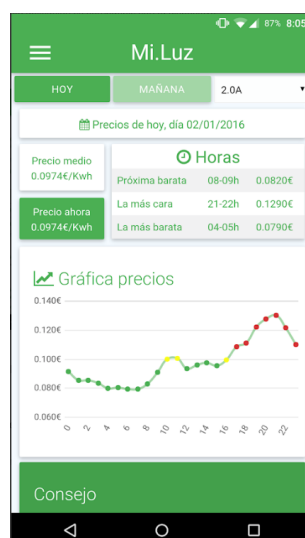 87% 8:05
Mi.Luz
HOY
MAÑANA
2.0A
Precios de hoy, día 02/01/2016
Precio medio
0.0974€/Kwh
Precio ahora
0.0974€/Kwh
Horas
Próxima barata 08-09h 0.0820€
La más cara 21-22h 0.1290€
La más barata 04-05h 0.0790€
Gráfica precios
0.140€
0.120€
0.100€
0.080€
0.060€
0 2 4 6 8 10 12 14 16 18 20 22
Consejo